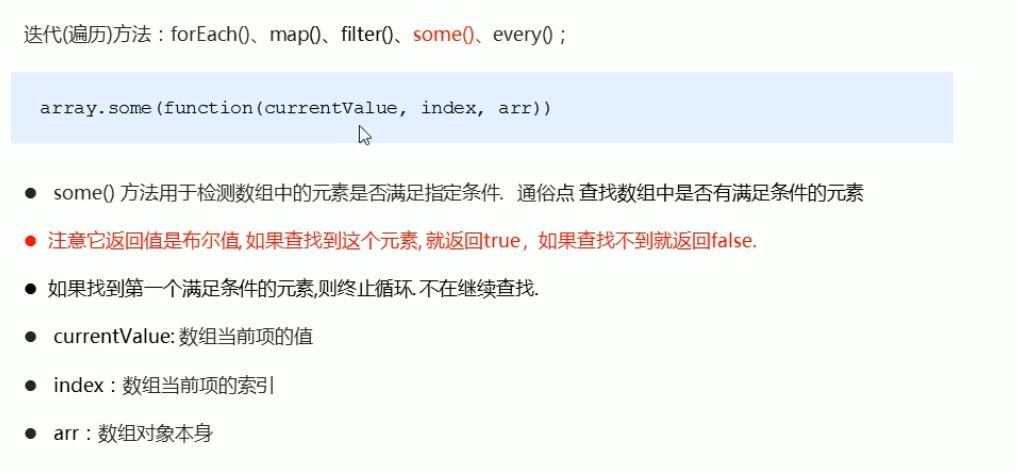 迭代(遍历)方法：forEach()、map()、filter()、some()、every()；
array.some(function(currentValue, index, arr))
● some() 方法用于检测数组中的元素是否满足指定条件. 通俗点 查找数组中是否有满足条件的元素
● 注意它返回值是布尔值, 如果查找到这个元素, 就返回true，如果查找不到就返回false.
● 如果找到第一个满足条件的元素,则终止循环. 不在继续查找.
● currentValue: 数组当前项的值
● index：数组当前项的索引
● arr：数组对象本身